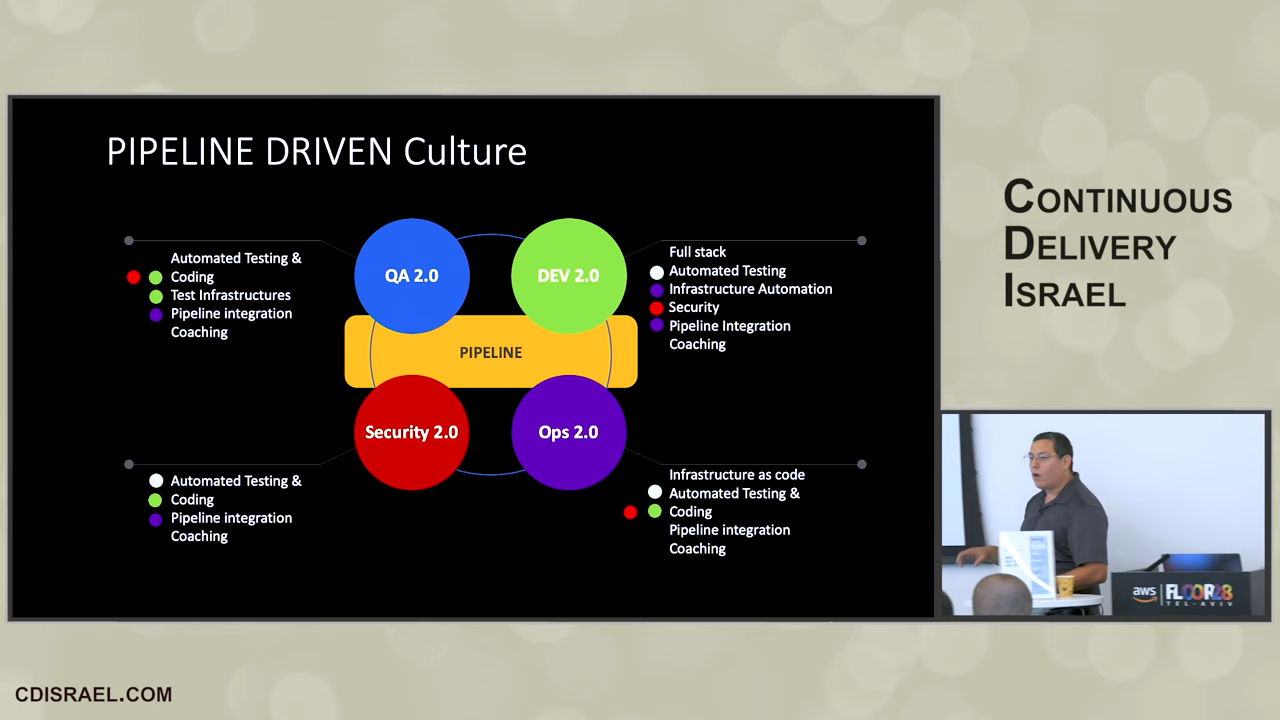 PIPELINE DRIVEN Culture
Automated Testing &
Coding
Test Infrastructures
Pipeline integration
Coaching
QA 2.0
DEV 2.0
Full stack
Automated Testing
Infrastructure Automation
Security
Pipeline Integration
Coaching
PIPELINE
Security 2.0
Ops 2.0
Automated Testing &
Coding
Pipeline integration
Coaching
Infrastructure as code
Automated Testing &
Coding
Pipeline integration
Coaching
CONTINUOUS
DELIVERY
ISRAEL
aws FLOOR28
TEL-AVIV
CDISRAEL.COM